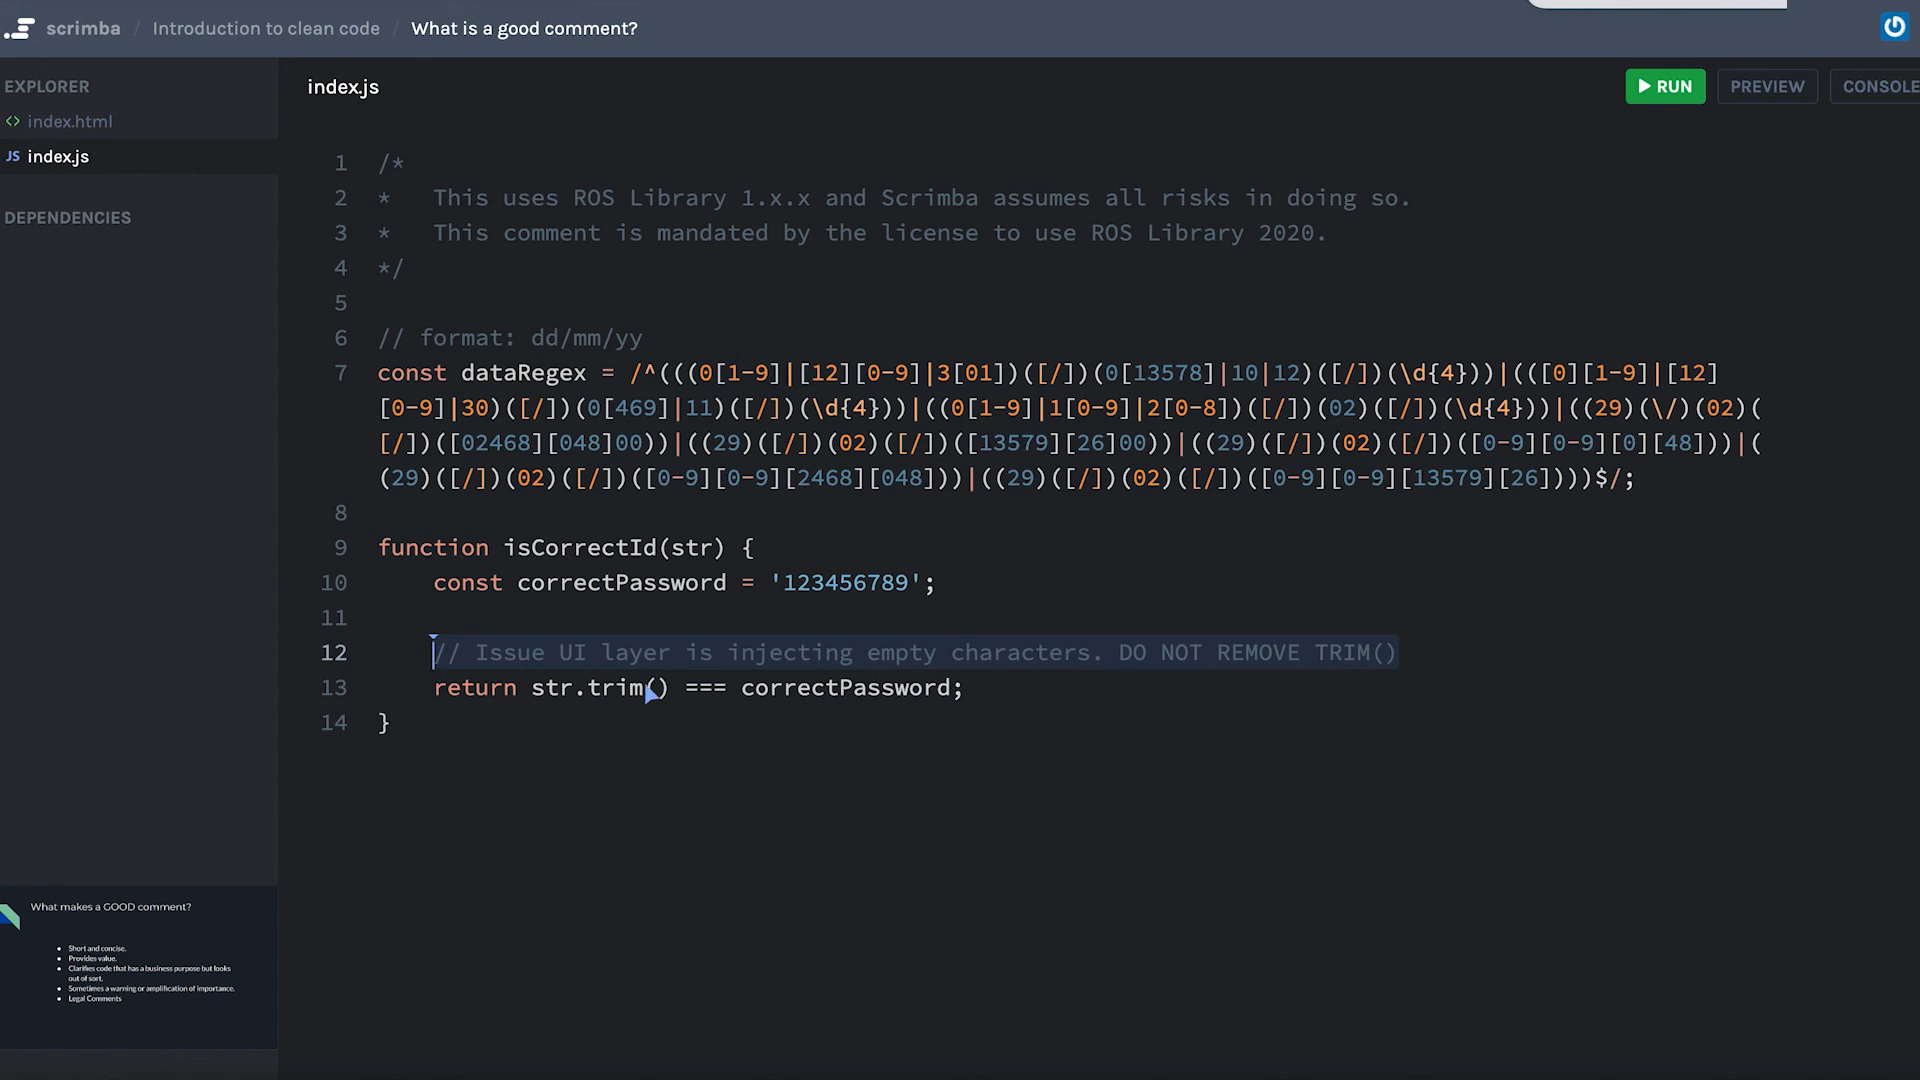 scrimba / Introduction to clean code / What is a good comment?
EXPLORER
<> index.html
JS index.js
DEPENDENCIES
index.js
RUN
PREVIEW
CONSOLE
1 /*
2 *   This uses ROS Library 1.x.x and Scrimba assumes all risks in doing so.
3 *   This comment is mandated by the license to use ROS Library 2020.
4 */
5
6 // format: dd/mm/yy
7 const dataRegex = /^(((0[1-9]|[12][0-9]|3[01])([/])(0[13578]|10|12)([/])(\d{4}))|(([0][1-9]|[12]
[0-9]|30)([/])(0[469]|11)([/])(\d{4}))|((0[1-9]|1[0-9]|2[0-8])([/])(02)([/])(\d{4}))|((29)(\/)(02)(
[/])([02468][048]00))|((29)([/])(02)([/])([13579][26]00))|((29)([/])(02)([/])([0-9][0-9][0][48]))|(
(29)([/])(02)([/])([0-9][0-9][2468][048]))|((29)([/])(02)([/])([0-9][0-9][13579][26])))$/;
8
9 function isCorrectId(str) {
10     const correctPassword = '123456789';
11
12     // Issue UI layer is injecting empty characters. DO NOT REMOVE TRIM()
13     return str.trim() === correctPassword;
14 }
What makes a GOOD comment?
• Short and concise.
• Provides value.
• Clarifies code that has a business purpose but looks
out of sort.
• Sometimes a warning or amplification of importance.
• Legal Comments